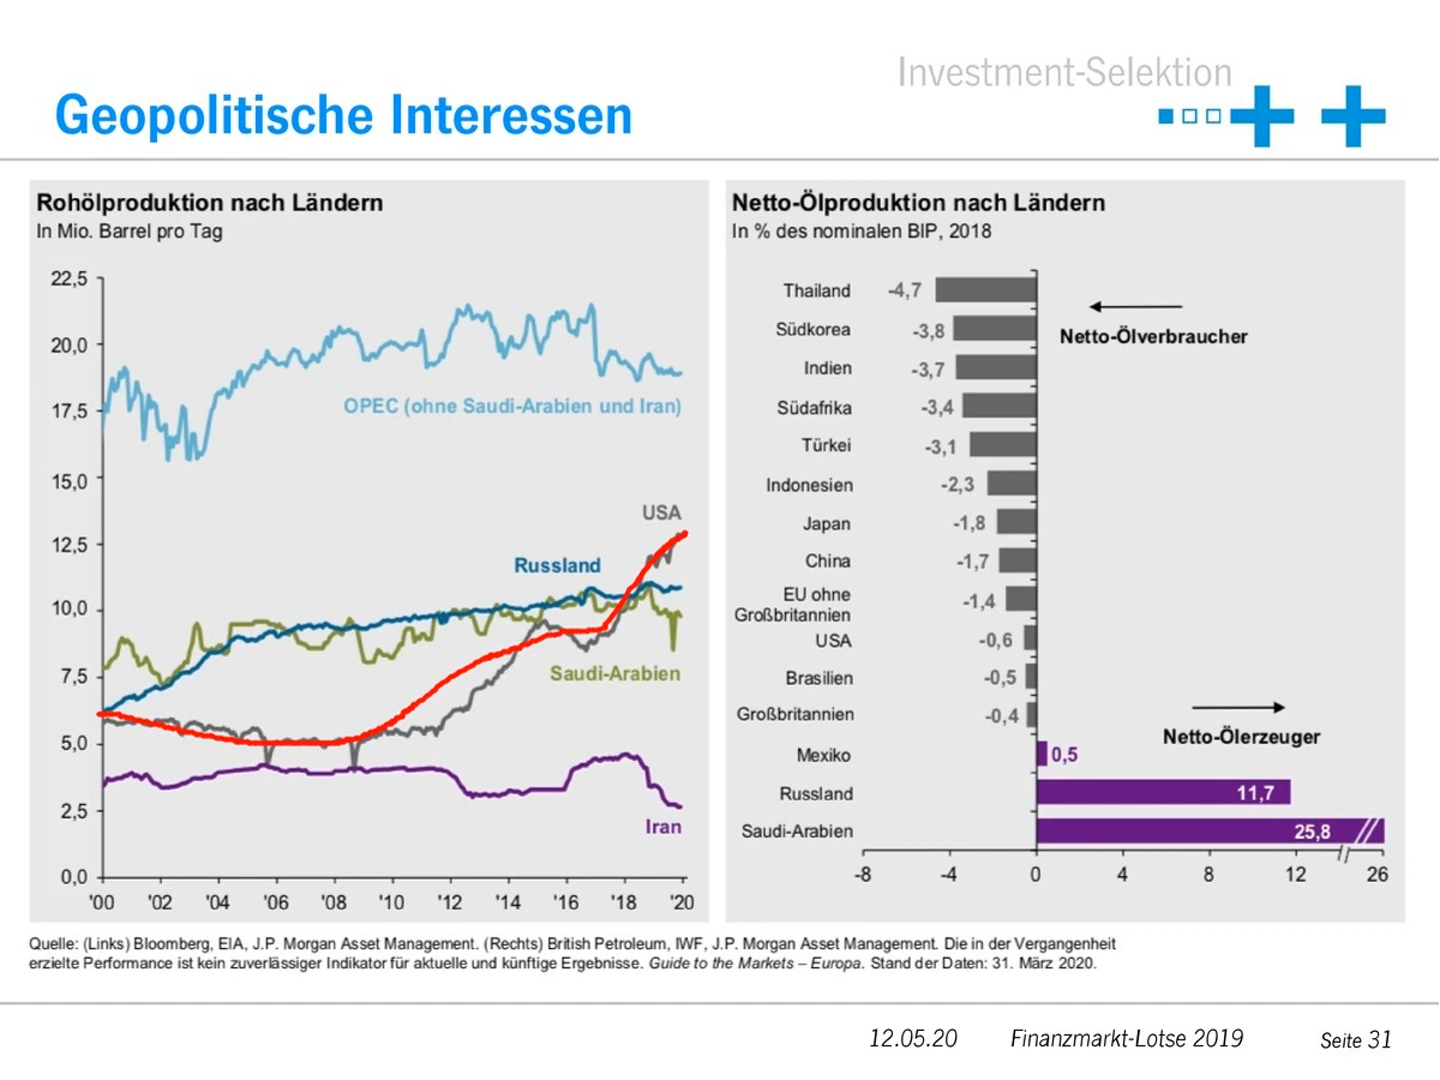 Investment-Selektion
Geopolitische Interessen
Rohölproduktion nach Ländern
In Mio. Barrel pro Tag
22,5
20,0
17,5
15,0
12,5
10,0
7,5
5,0
2,5
0,0
OPEC (ohne Saudi-Arabien und Iran)
USA
Russland
Saudi-Arabien
Iran
'00 '02 '04 '06 '08 '10 '12 '14 '16 '18 '20
Netto-Ölproduktion nach Ländern
In % des nominalen BIP, 2018
Thailand -4,7
Netto-Ölverbraucher
Südkorea -3,8
Indien -3,7
Südafrika -3,4
Türkei -3,1
Indonesien -2,3
Japan -1,8
China -1,7
EU ohne
Großbritannien -1,4
USA -0,6
Brasilien -0,5
Großbritannien -0,4
Netto-Ölerzeuger
Mexiko 0,5
Russland 11,7
Saudi-Arabien 25,8
-8 -4 0 4 8 12 26
Quelle: (Links) Bloomberg, EIA, J.P. Morgan Asset Management. (Rechts) British Petroleum, IWF, J.P. Morgan Asset Management. Die in der Vergangenheit
erzielte Performance ist kein zuverlässiger Indikator für aktuelle und künftige Ergebnisse. Guide to the Markets – Europa. Stand der Daten: 31. März 2020.
12.05.20 Finanzmarkt-Lotse 2019 Seite 31